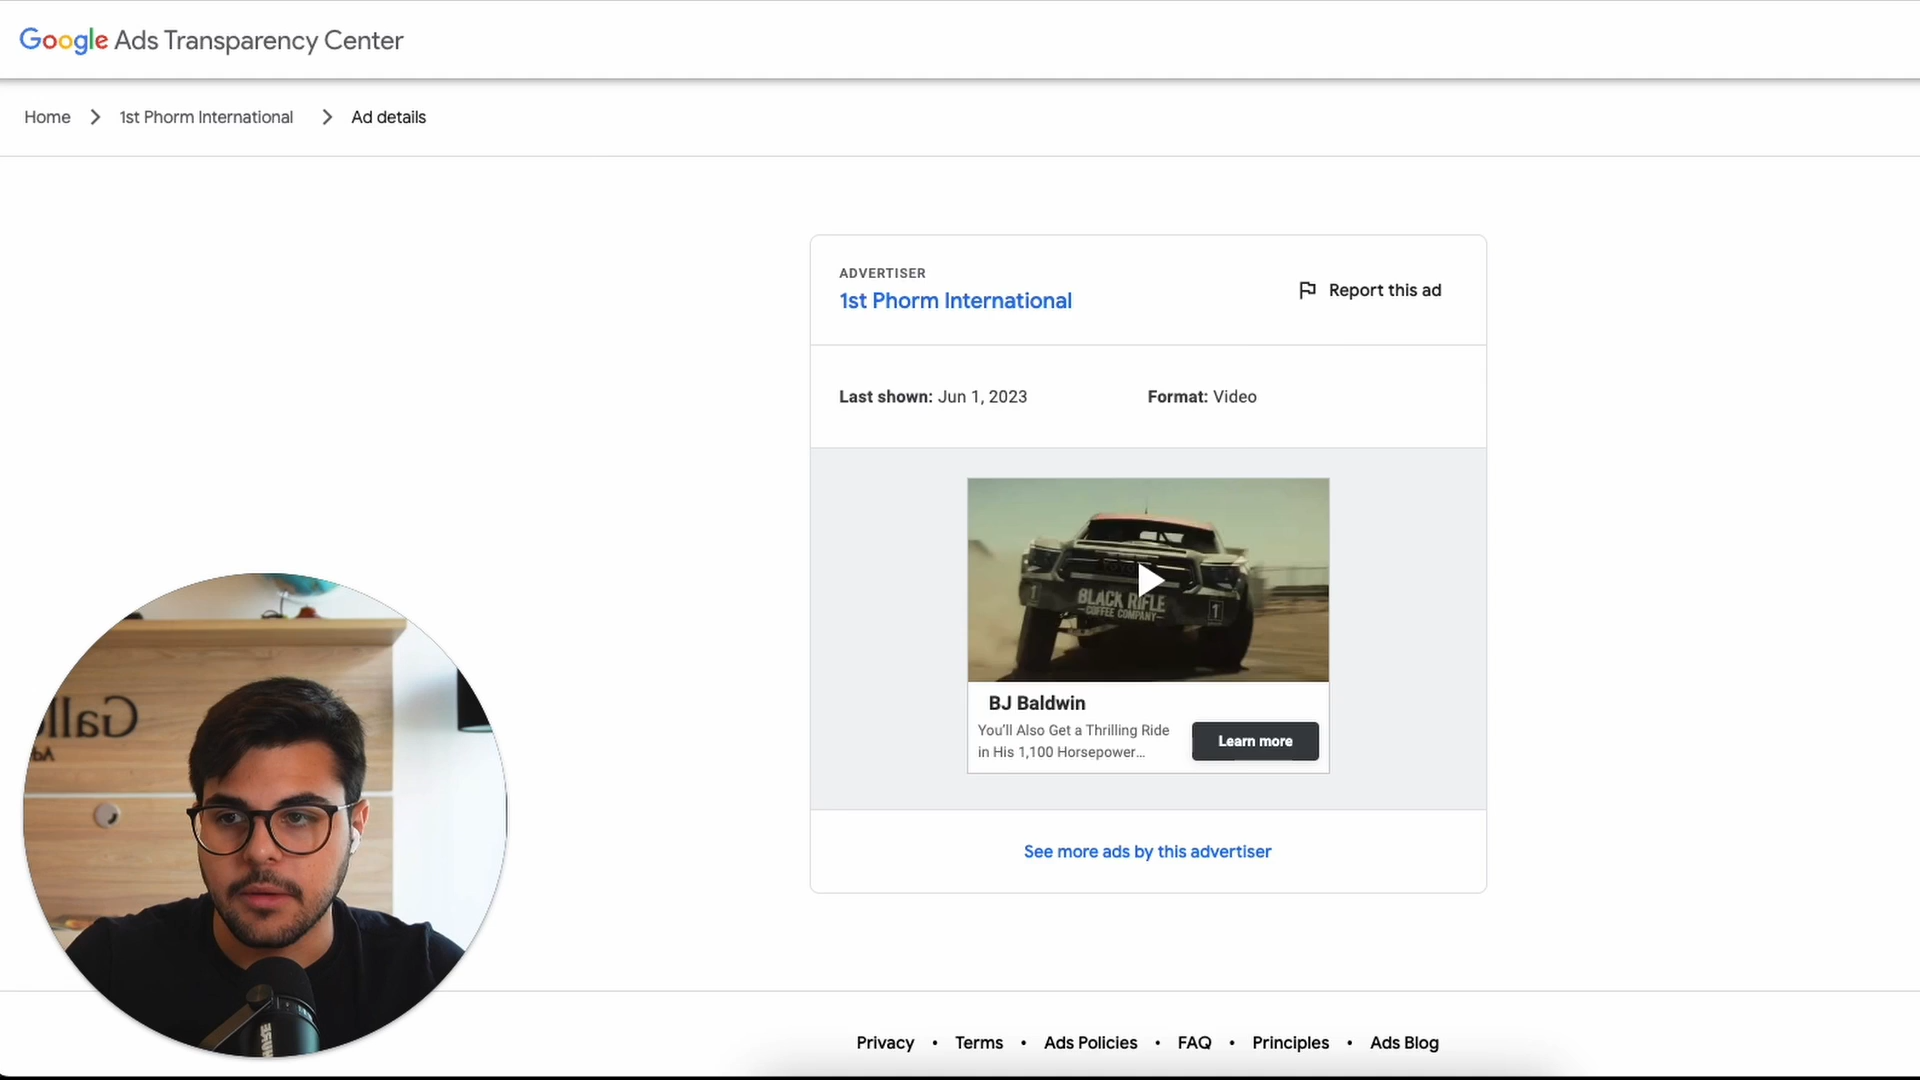 Google Ads Transparency Center
Home > 1st Phorm International > Ad details
ADVERTISER
1st Phorm International
Report this ad
Last shown: Jun 1, 2023
Format: Video
1
BLACK RIFLE
COFFEE COMPANY
1
BJ Baldwin
You'll Also Get a Thrilling Ride
in His 1,100 Horsepower...
Learn more
See more ads by this advertiser
Privacy • Terms • Ads Policies • FAQ • Principles • Ads Blog